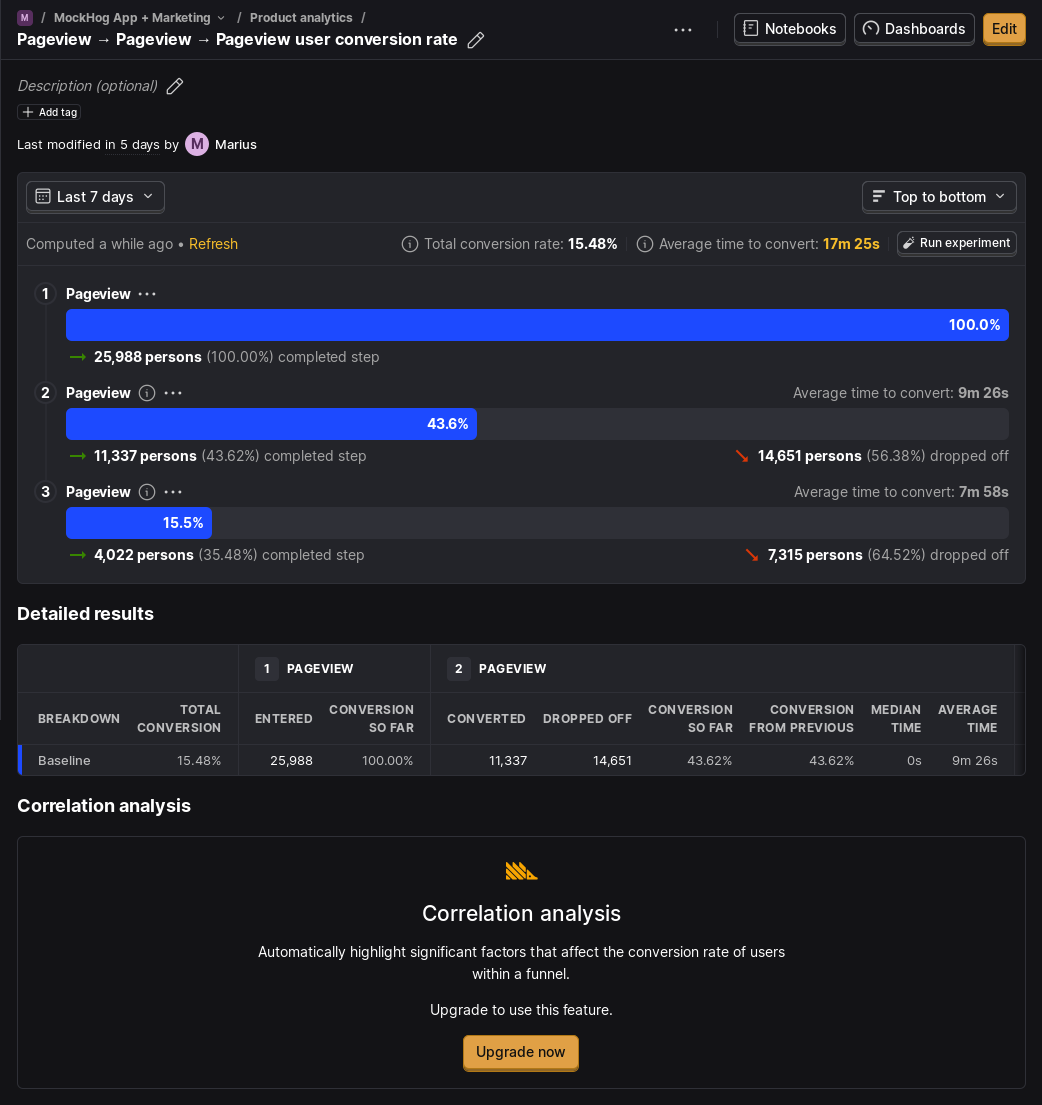 M / MockHog App + Marketing / Product analytics /
Pageview → Pageview → Pageview user conversion rate
Notebooks
Dashboards
Edit
Description (optional)
Add tag
Last modified in 5 days by M Marius
Last 7 days
Top to bottom
Computed a while ago • Refresh
Total conversion rate: 15.48%
Average time to convert: 17m 25s
Run experiment
1 Pageview
100.0%
25,988 persons (100.00%) completed step
2 Pageview
Average time to convert: 9m 26s
43.6%
11,337 persons (43.62%) completed step
14,651 persons (56.38%) dropped off
3 Pageview
Average time to convert: 7m 58s
15.5%
4,022 persons (35.48%) completed step
7,315 persons (64.52%) dropped off
Detailed results
1 PAGEVIEW
2 PAGEVIEW
BREAKDOWN
TOTAL
CONVERSION
ENTERED
CONVERSION
SO FAR
CONVERTED
DROPPED OFF
CONVERSION
SO FAR
CONVERSION
FROM PREVIOUS
MEDIAN
TIME
AVERAGE
TIME
Baseline 15.48% 25,988 100.00% 11,337 14,651 43.62% 43.62% 0s 9m 26s
Correlation analysis
Correlation analysis
Automatically highlight significant factors that affect the conversion rate of users
within a funnel.
Upgrade to use this feature.
Upgrade now